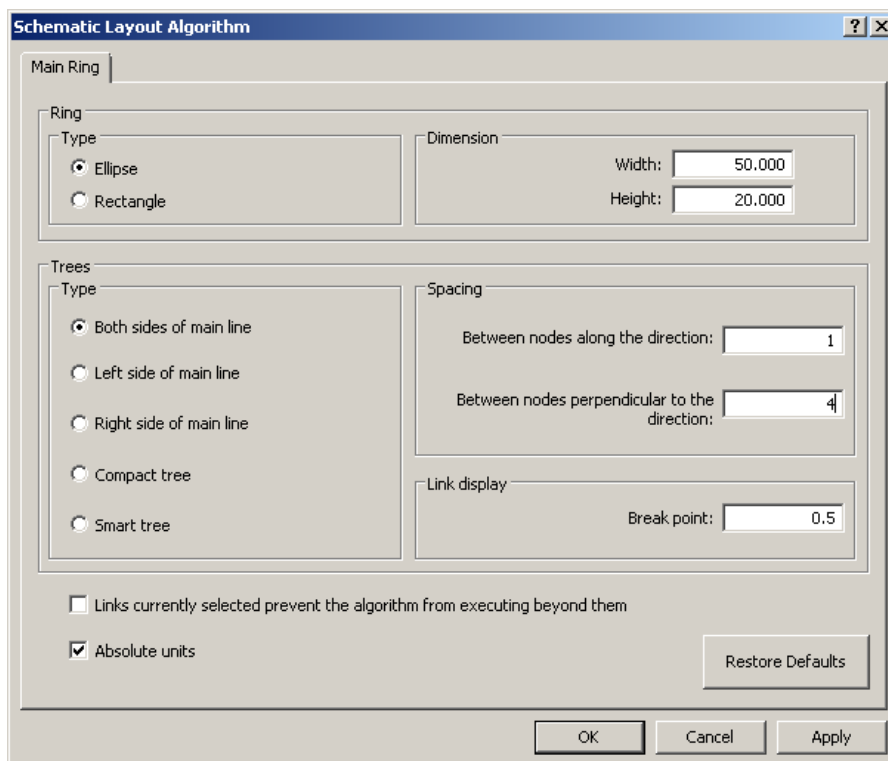 Schematic Layout Algorithm
Main Ring
Ring
Type
Ellipse
Rectangle
Dimension
Width: 50.000
Height: 20.000
Trees
Type
Both sides of main line
Left side of main line
Right side of main line
Compact tree
Smart tree
Spacing
Between nodes along the direction: 1
Between nodes perpendicular to the
direction: 4
Link display
Break point: 0.5
Links currently selected prevent the algorithm from executing beyond them
Absolute units
Restore Defaults
OK Cancel Apply